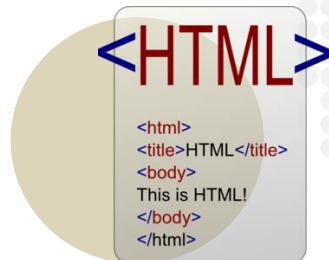 <HTML>
<html>
<title>HTML</title>
<body>
This is HTML!
</body>
</html>